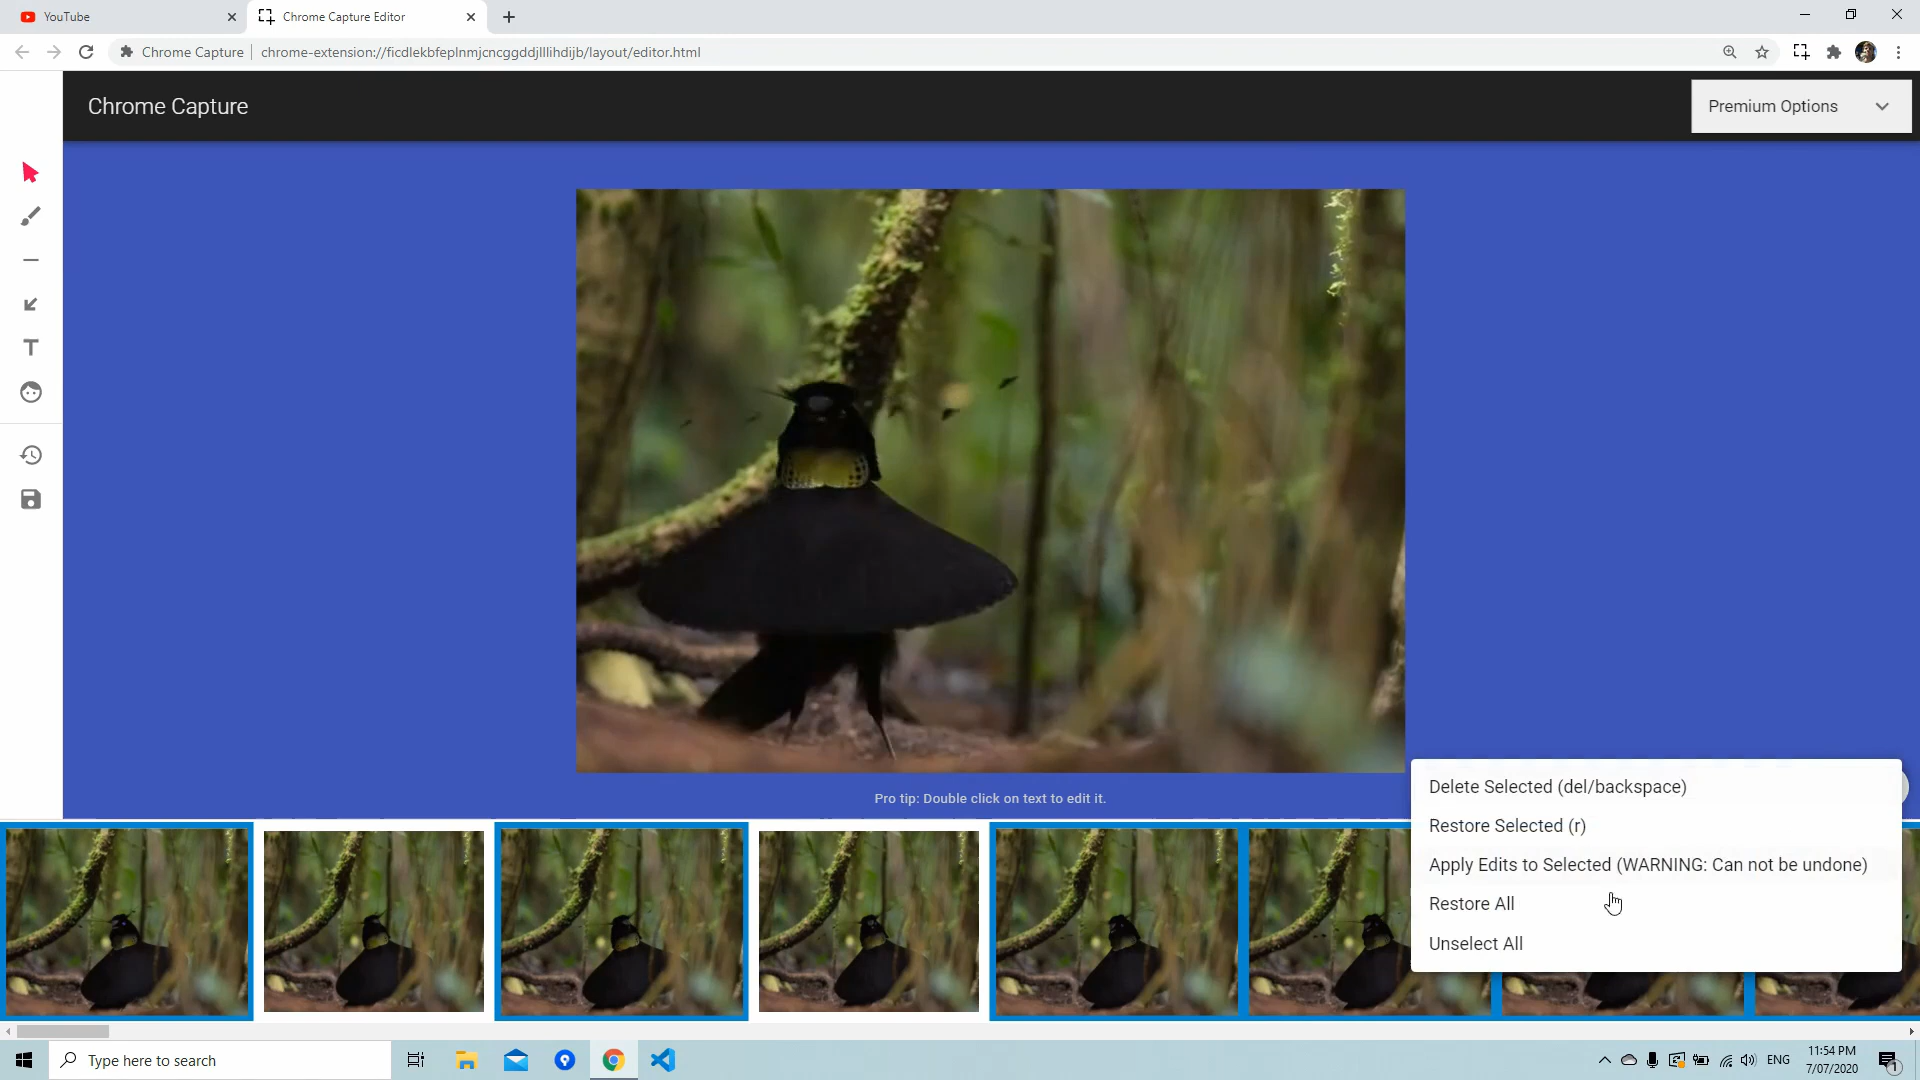 YouTube
Chrome Capture Editor
Chrome Capture
chrome-extension://ficdlekbfeplnmjcncggddjlllihdijb/layout/editor.html
Chrome Capture
Premium Options
T
Pro tip: Double click on text to edit it.
Delete Selected (del/backspace)
Restore Selected (r)
Apply Edits to Selected (WARNING: Can not be undone)
Restore All
Unselect All
Type here to search
ENG
11:54 PM
7/07/2020
1